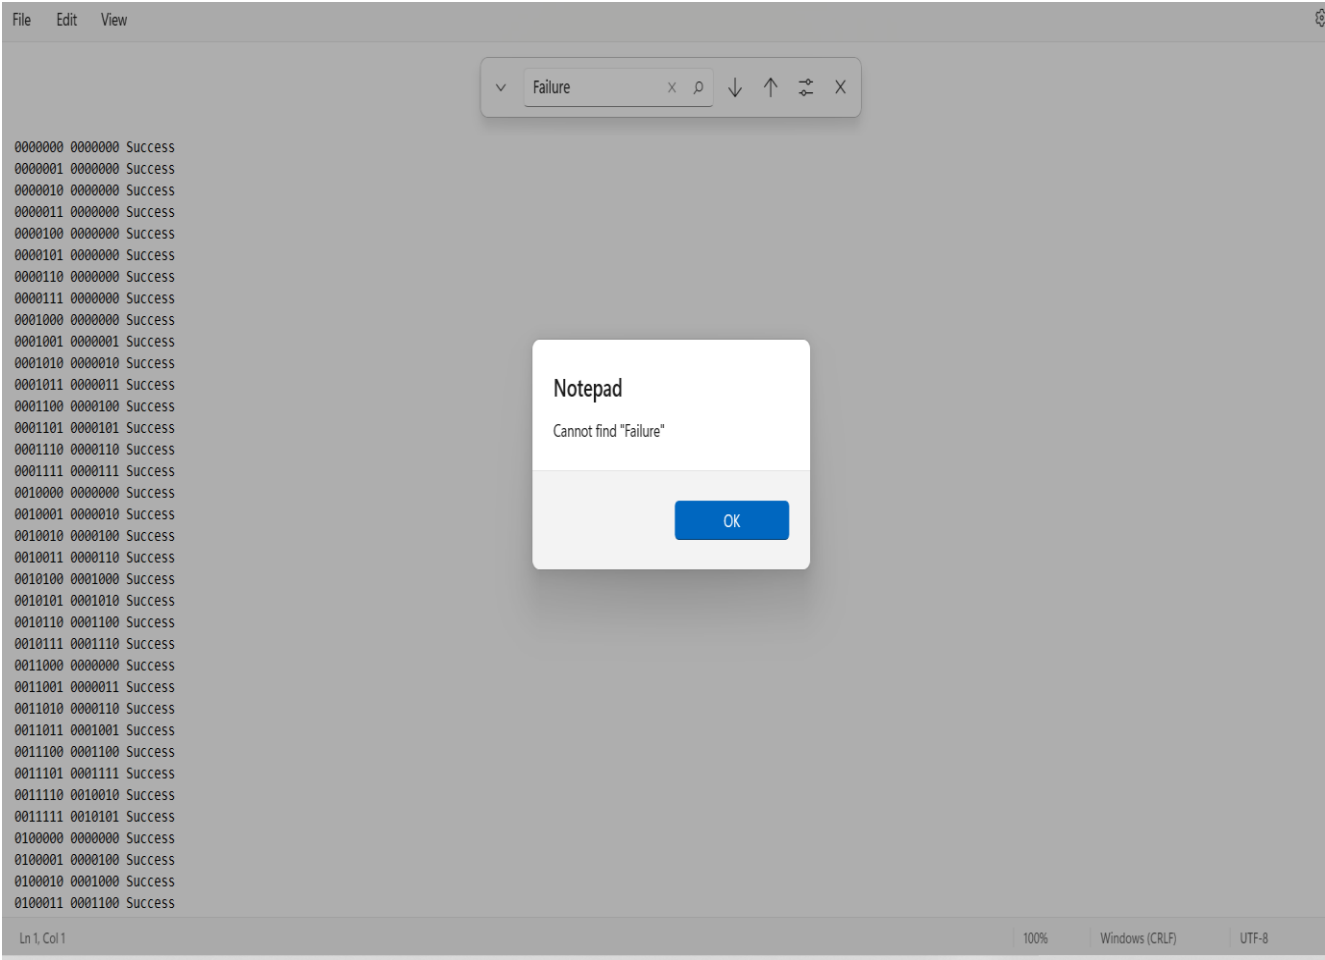 File Edit View
Failure
0000000 0000000 Success
0000001 0000000 Success
0000010 0000000 Success
0000011 0000000 Success
0000100 0000000 Success
0000101 0000000 Success
0000110 0000000 Success
0000111 0000000 Success
0001000 0000000 Success
0001001 0000001 Success
0001010 0000010 Success
0001011 0000011 Success
0001100 0000100 Success
0001101 0000101 Success
0001110 0000110 Success
0001111 0000111 Success
0010000 0000000 Success
0010001 0000010 Success
0010010 0000100 Success
0010011 0000110 Success
0010100 0001000 Success
0010101 0001010 Success
0010110 0001100 Success
0010111 0001110 Success
0011000 0000000 Success
0011001 0000011 Success
0011010 0000110 Success
0011011 0001001 Success
0011100 0001100 Success
0011101 0001111 Success
0011110 0010010 Success
0011111 0010101 Success
0100000 0000000 Success
0100001 0000100 Success
0100010 0001000 Success
0100011 0001100 Success
Notepad
Cannot find "Failure"
OK
Ln 1, Col 1 100% Windows (CRLF) UTF-8